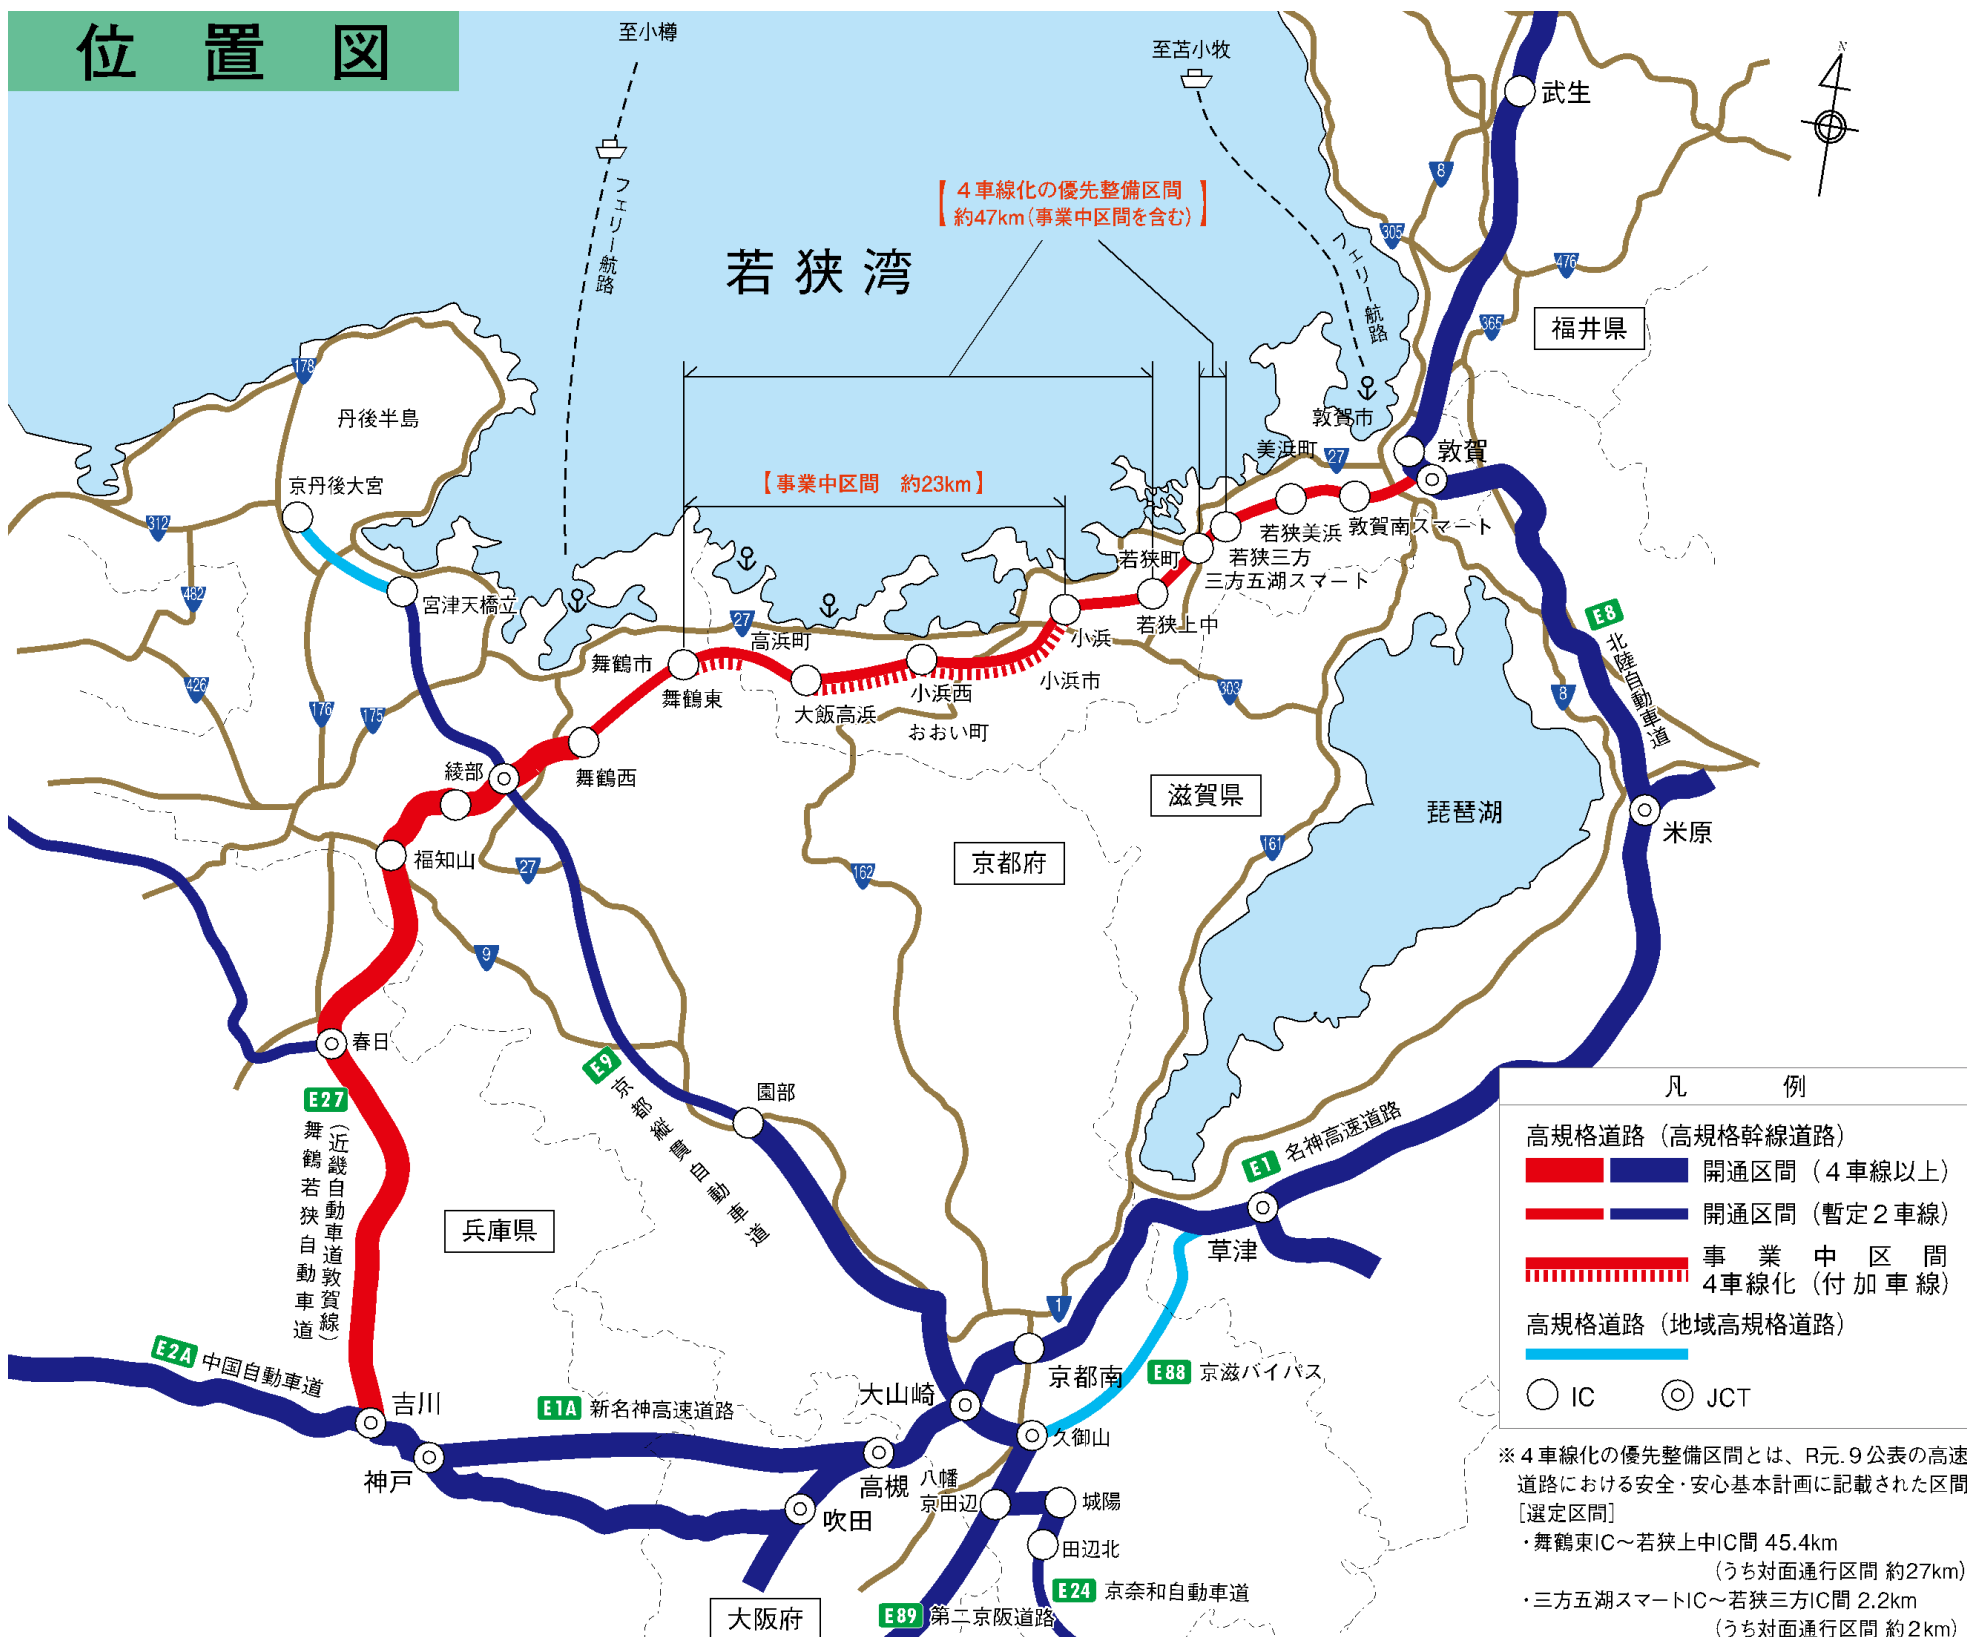 位置図
至小樽
フェリー航路
至苫小牧
フェリー航路
【4車線化の優先整備区間
約47km(事業中区間を含む)】
若狭湾
武生
N
8
305
476
365
福井県
178
丹後半島
京丹後大宮
312
482
426
176
175
宮津天橋立
【事業中区間 約23km】
敦賀市
美浜町
27
敦賀
若狭美浜
敦賀南スマート
若狭町
若狭三方
三方五湖スマート
若狭上中
小浜
小浜市
303
27
高浜町
舞鶴市
舞鶴東
大飯高浜
小浜西
おおい町
舞鶴西
綾部
福知山
27
9
162
161
滋賀県
京都府
琵琶湖
E8
北陸自動車道
8
米原
春日
E27
舞鶴若狭自動車道
(近畿自動車道敦賀線)
E9
京都縦貫自動車道
園部
兵庫県
E1
名神高速道路
草津
1
京都南
E88 京滋バイパス
大山崎
久御山
E2A 中国自動車道
吉川
神戸
E1A 新名神高速道路
高槻
吹田
八幡
京田辺
城陽
田辺北
E24 京奈和自動車道
E89 第二京阪道路
大阪府
凡例
高規格道路(高規格幹線道路)
開通区間(4車線以上)
開通区間(暫定2車線)
事業中区間
4車線化(付加車線)
高規格道路(地域高規格道路)
IC JCT
※4車線化の優先整備区間とは、R元.9公表の高速
道路における安全・安心基本計画に記載された区間
[選定区間]
・舞鶴東IC~若狭上中IC間 45.4km
(うち対面通行区間 約27km)
・三方五湖スマートIC~若狭三方IC間 2.2km
(うち対面通行区間 約2km)